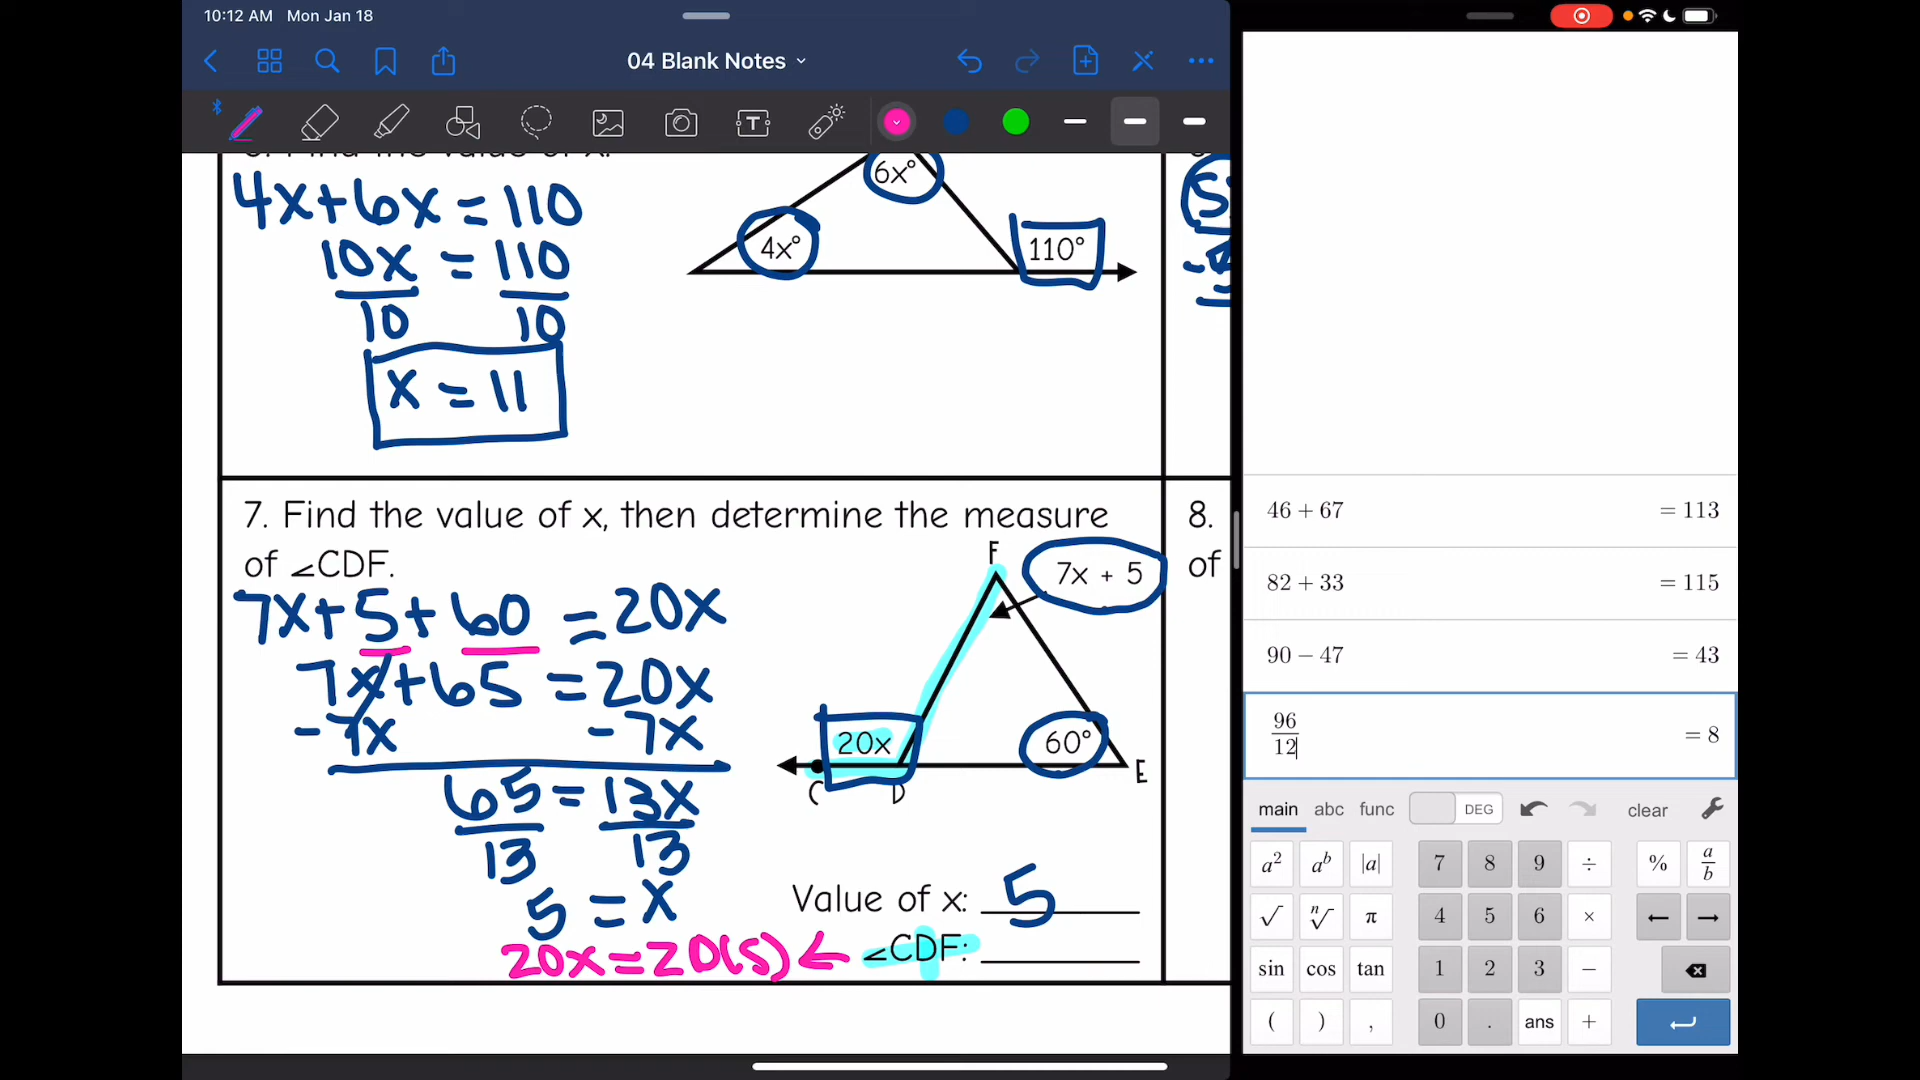 10:12 AM Mon Jan 18
04 Blank Notes
T
4x+6x = 110
10x = 110
10 10
x = 11
6x°
4x°
110°
7. Find the value of x, then determine the measure
of ∠CDF.
7x+5+60 = 20x
7x+65 = 20x
-7x -7x
65 = 13x
13 13
5 = x
20x=20(5)←
F
7x + 5
20x
60°
C
D
E
Value of x: 5
∠CDF:
8.
of
46 + 67 = 113
82 + 33 = 115
90 − 47 = 43
96
12
= 8
main abc func DEG clear
a² aᵇ |a| 7 8 9 ÷ % a/b
√ ⁿ√ π 4 5 6 × ← →
sin cos tan 1 2 3 −
( ) , 0 . ans +